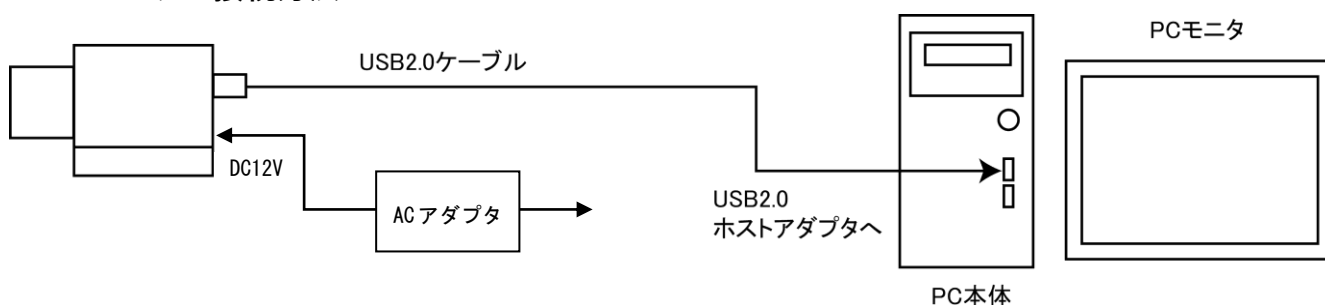 PCモニタ
USB2.0ケーブル
DC12V
ACアダプタ
USB2.0
ホストアダプタへ
PC本体